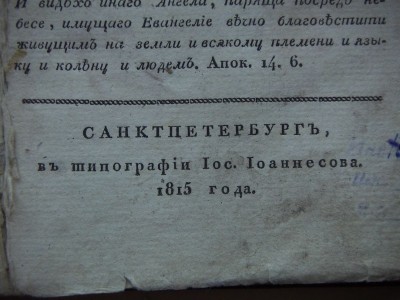 И видѣхъ инаго Ангела, паряща посредѣ не-
бесе, имущаго Евангеліе вѣчно благовѣстити
живущимъ на земли и всякому племени и язы-
ку и колѣну и людемъ. Апок. 14. 6.
САНКТПЕТЕРБУРГЪ,
въ типографіи Іос. Іоаннесова.
1815 года.